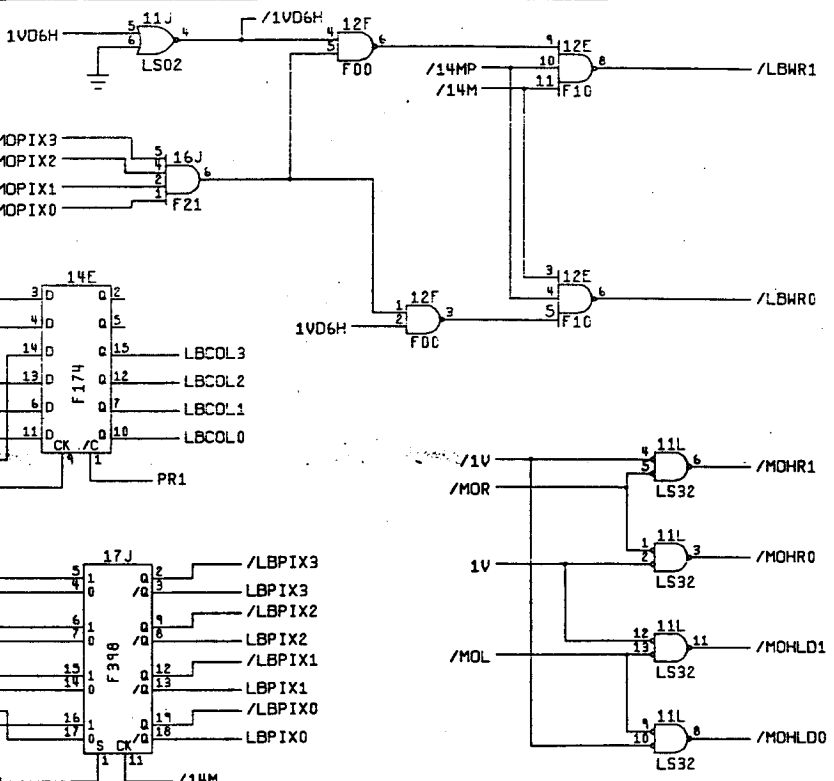 11J
/1VD6H
1VD6H 5 6 4
LS02
12F
4 5 6
F00
12E
9 10 11 8
F10
/14MP
/14M
/LBWR1
MOPIX3
MOPIX2
MOPIX1
MOPIX0
5 4 2 1
16J
6
F21
12E
3 4 5 6
F10
/LBWR0
12F
1 2 3
F00
1VD6H
14E
3 D Q 2
4 D Q 5
14 D Q 15 LBCOL3
13 D Q 12 LBCOL2
6 D Q 7 LBCOL1
11 D Q 10 LBCOL0
F174
CK /C
9 1
PR1
/1V
/MOR
11L
4 5 6 /MOHR1
LS32
11L
1 2 3 /MOHR0
LS32
1V
11L
12 13 11 /MOHLD1
LS32
/MOL
11L
9 10 8 /MOHLD0
LS32
17J
5 1 Q 2 /LBPIX3
4 0 /Q 3 LBPIX3
6 1 Q 9 /LBPIX2
7 0 /Q 8 LBPIX2
15 1 Q 12 /LBPIX1
14 0 /Q 13 LBPIX1
16 1 Q 19 /LBPIX0
17 0 /Q 18 LBPIX0
F398
S CK
1 11
/14M